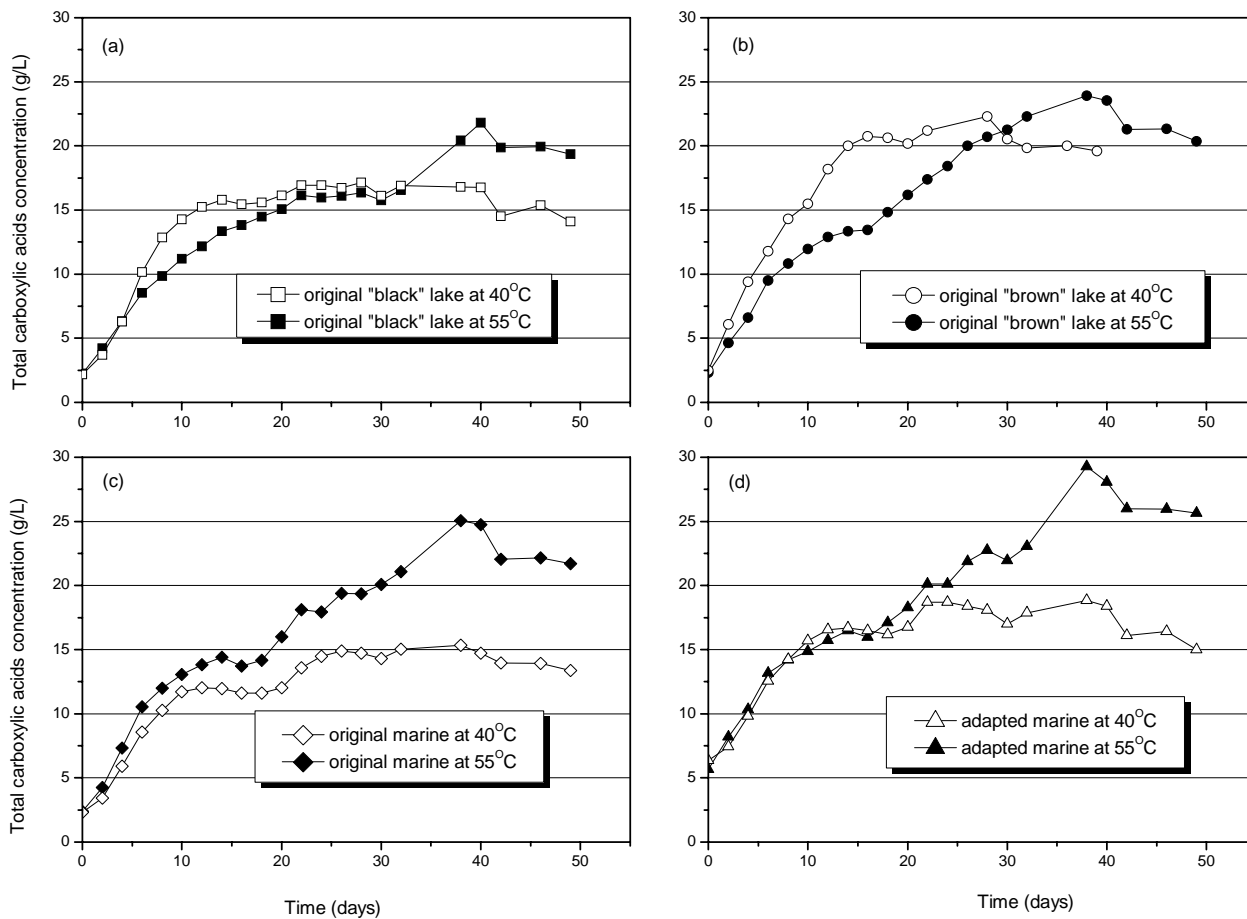 (a)
30
25
20
15
10
5
0
0 10 20 30 40 50
Total carboxylic acids concentration (g/L)
original "black" lake at 40°C
original "black" lake at 55°C
(b)
30
25
20
15
10
5
0
0 10 20 30 40 50
original "brown" lake at 40°C
original "brown" lake at 55°C
(c)
30
25
20
15
10
5
0
0 10 20 30 40 50
Total carboxylic acids concentration (g/L)
Time (days)
original marine at 40°C
original marine at 55°C
(d)
30
25
20
15
10
5
0
0 10 20 30 40 50
Time (days)
adapted marine at 40°C
adapted marine at 55°C